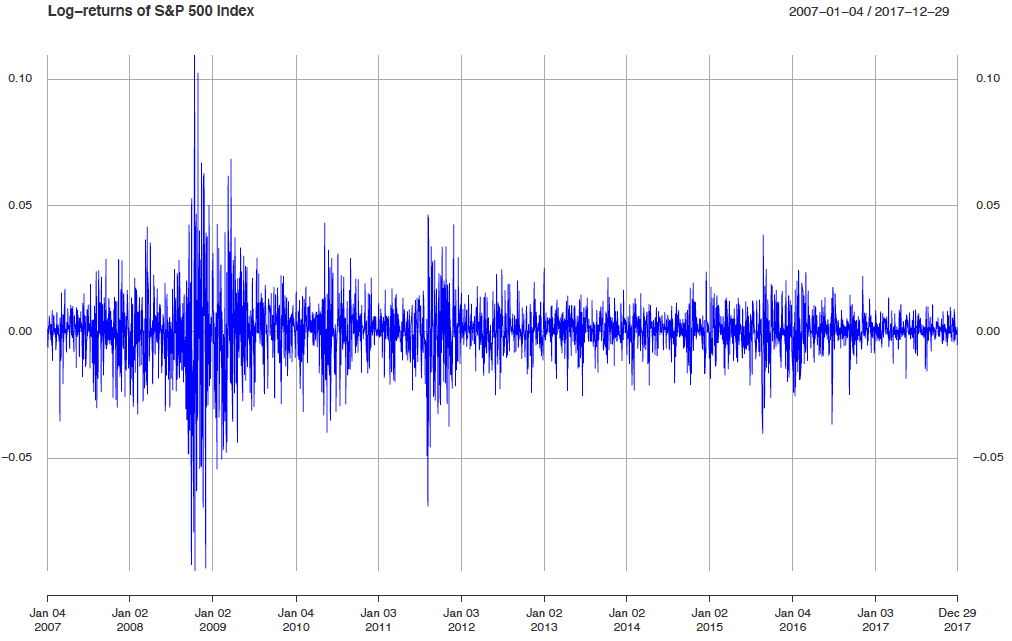 Log–returns of S&P 500 Index 2007–01–04 / 2017–12–29
0.10 0.10
0.05 0.05
0.00 0.00
−0.05 −0.05
Jan 04 Jan 02 Jan 02 Jan 04 Jan 03 Jan 03 Jan 02 Jan 02 Jan 02 Jan 04 Jan 03 Dec 29
2007 2008 2009 2010 2011 2012 2013 2014 2015 2016 2017 2017